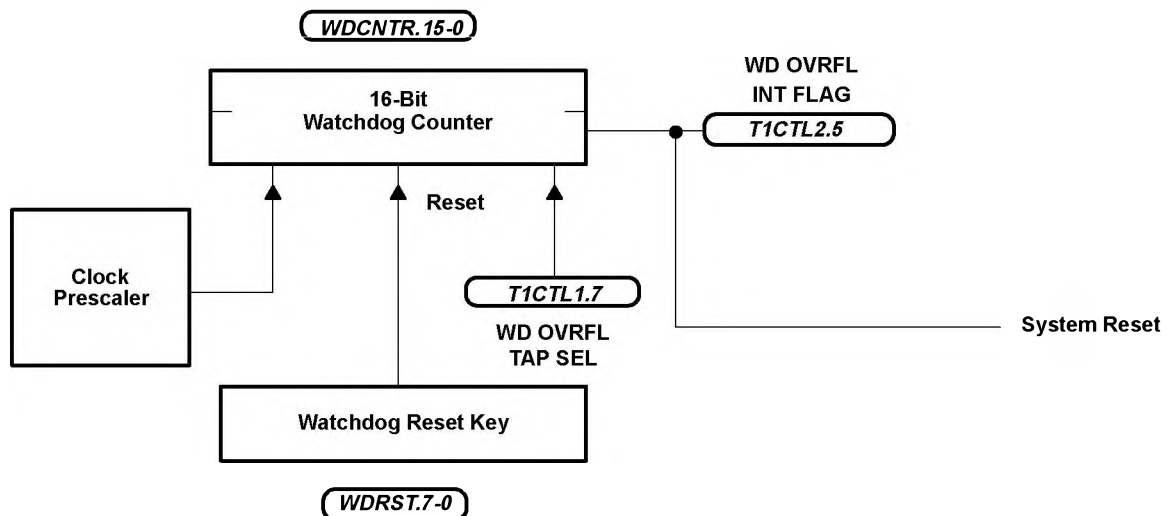 WDCNTR.15-0
16-Bit
Watchdog Counter
WD OVRFL
INT FLAG
T1CTL2.5
Reset
Clock
Prescaler
T1CTL1.7
WD OVRFL
TAP SEL
System Reset
Watchdog Reset Key
WDRST.7-0